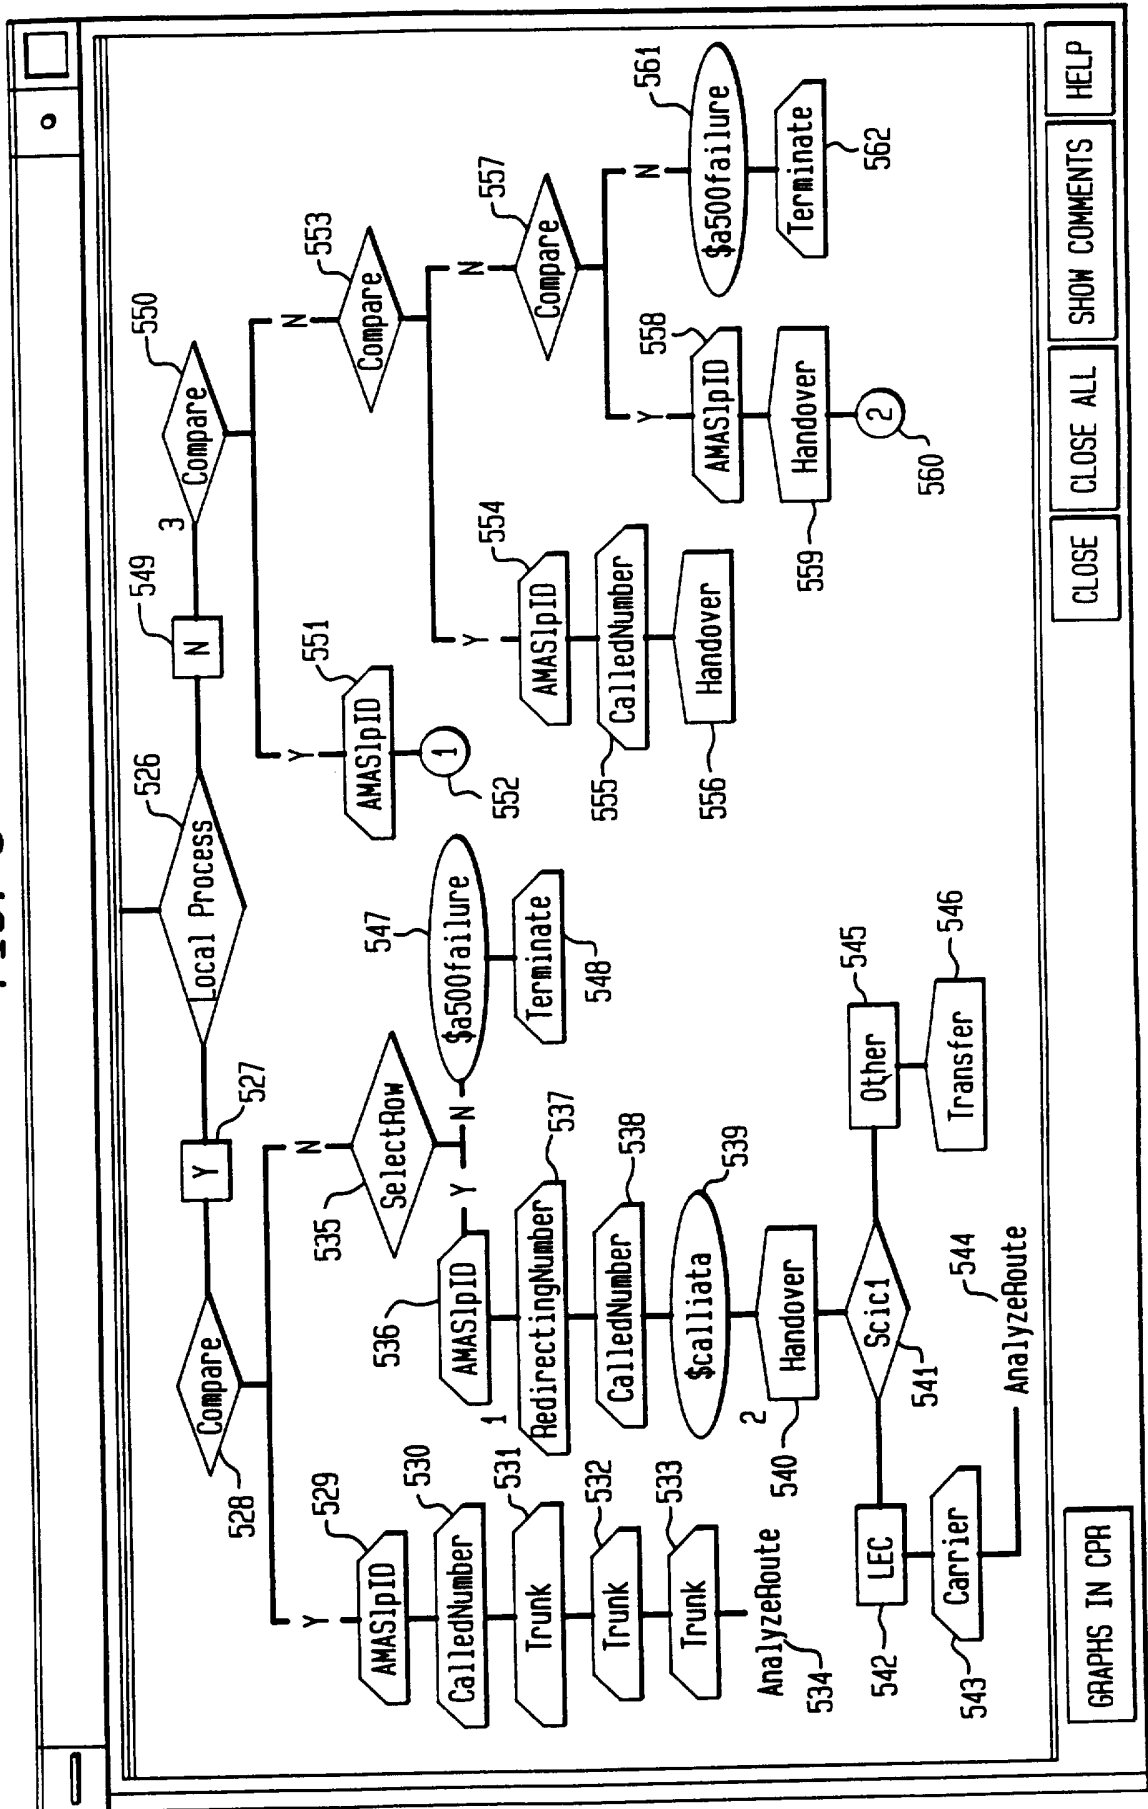 526
Local Process
527
Y
549
N
528
Compare
3
550
Compare
Y
529
AMASlpID
530
CalledNumber
531
Trunk
532
Trunk
533
Trunk
AnalyzeRoute
534
N
535
SelectRow
Y
N
536
AMASlpID
1
537
RedirectingNumber
538
CalledNumber
539
$calliata
2
540
Handover
541
Scic1
542
LEC
543
Carrier
544
AnalyzeRoute
545
Other
546
Transfer
547
$a500failure
548
Terminate
Y
551
AMASlpID
1
552
N
553
Compare
Y
554
AMASlpID
555
CalledNumber
556
Handover
N
557
Compare
Y
558
AMASlpID
559
Handover
2
560
N
561
$a500failure
562
Terminate
GRAPHS IN CPR
CLOSE
CLOSE ALL
SHOW COMMENTS
HELP